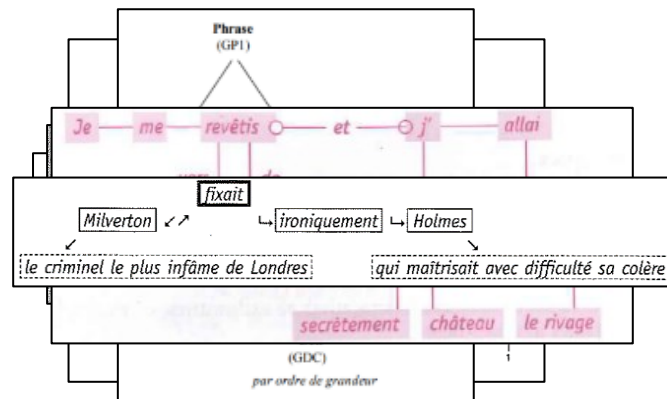 Phrase
(GP1)
Je me revêtis et j' allai
fixait
Milverton ironiquement Holmes
le criminel le plus infâme de Londres qui maîtrisait avec difficulté sa colère
secrètement château le rivage
(GDC)
par ordre de grandeur